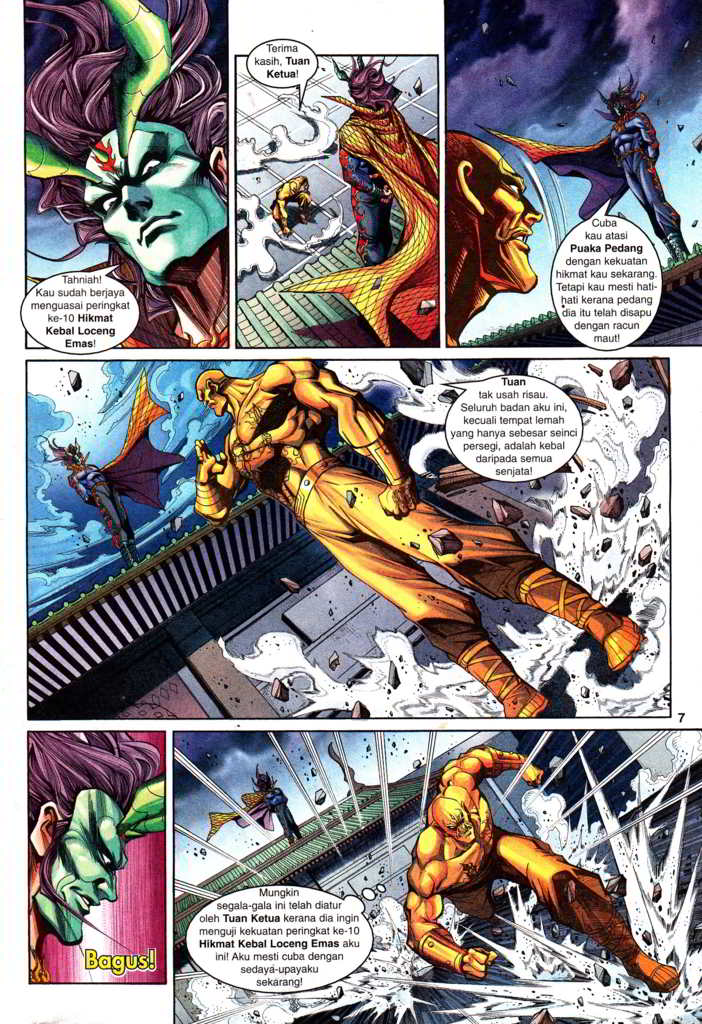 Tahniah!
Kau sudah berjaya
menguasai peringkat
ke-10 Hikmat
Kebal Loceng
Emas!
Terima
kasih, Tuan
Ketua!
Cuba
kau atasi
Puaka Pedang
dengan kekuatan
hikmat kau sekarang.
Tetapi kau mesti hati-
hati kerana pedang
dia itu telah disapu
dengan racun
maut!
Tuan
tak usah risau.
Seluruh badan aku ini,
kecuali tempat lemah
yang hanya sebesar seinci
persegi, adalah kebal
daripada semua
senjata!
7
Bagus!
Mungkin
segala-gala ini telah diatur
oleh Tuan Ketua kerana dia ingin
menguji kekuatan peringkat ke-10
Hikmat Kebal Loceng Emas aku
ini! Aku mesti cuba dengan
sedaya-upayaku
sekarang!